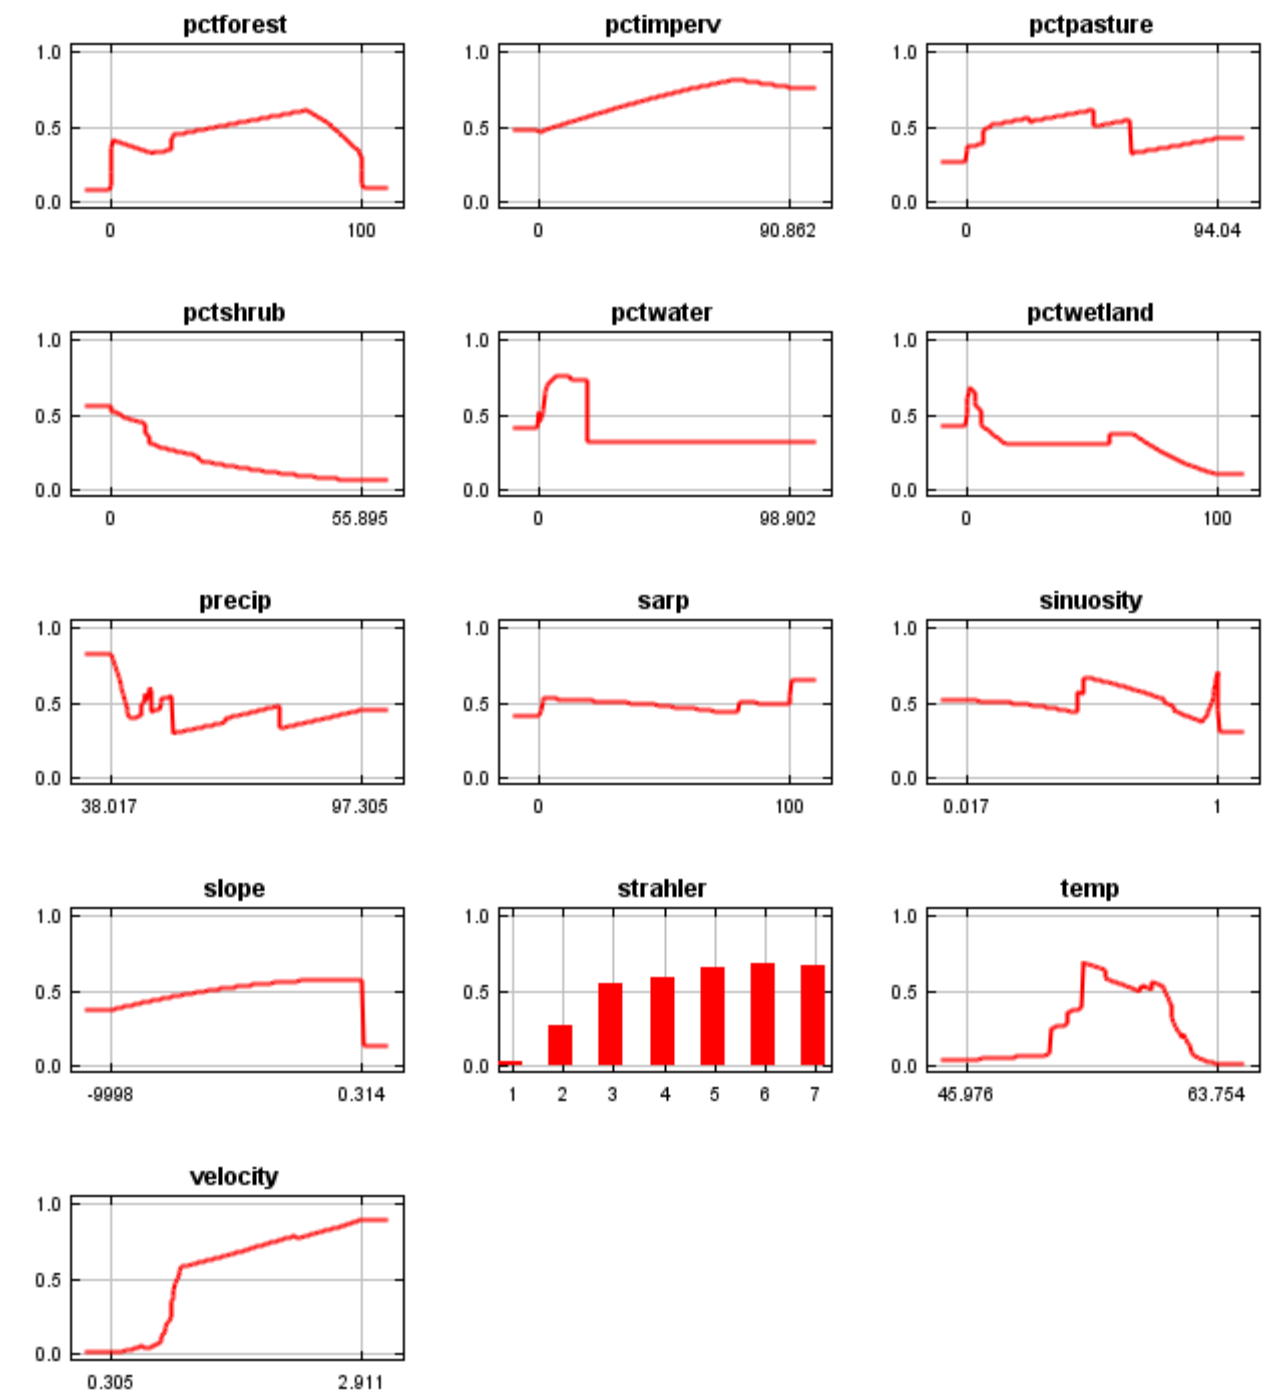 pctforest pctimperv pctpasture
1.0 1.0 1.0
0.5 0.5 0.5
0.0 0.0 0.0
0 100 0 90.862 0 94.04
pctshrub pctwater pctwetland
1.0 1.0 1.0
0.5 0.5 0.5
0.0 0.0 0.0
0 55.895 0 98.902 0 100
precip sarp sinuosity
1.0 1.0 1.0
0.5 0.5 0.5
0.0 0.0 0.0
38.017 97.305 0 100 0.017 1
slope strahler temp
1.0 1.0 1.0
0.5 0.5 0.5
0.0 0.0 0.0
-9998 0.314 1 2 3 4 5 6 7 45.976 63.754
velocity
1.0
0.5
0.0
0.305 2.911